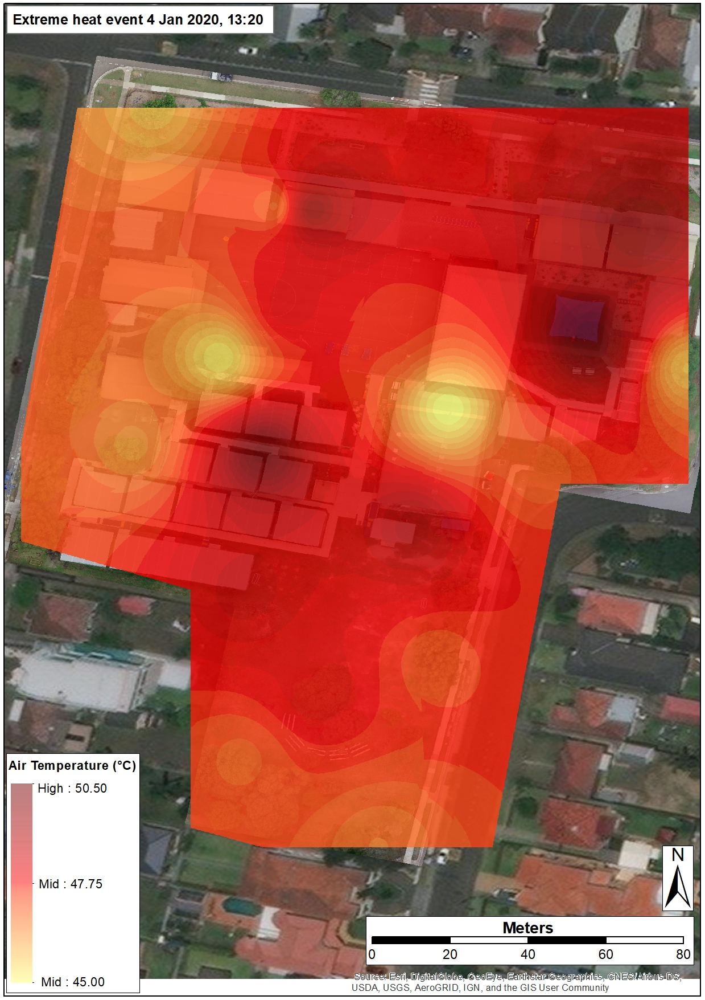 Extreme heat event 4 Jan 2020, 13:20
Air Temperature (°C)
High : 50.50
Mid : 47.75
Mid : 45.00
N
Meters
0 20 40 60 80
Source: Esri, DigitalGlobe, GeoEye, Earthstar Geographics, CNES/Airbus DS,
USDA, USGS, AeroGRID, IGN, and the GIS User Community